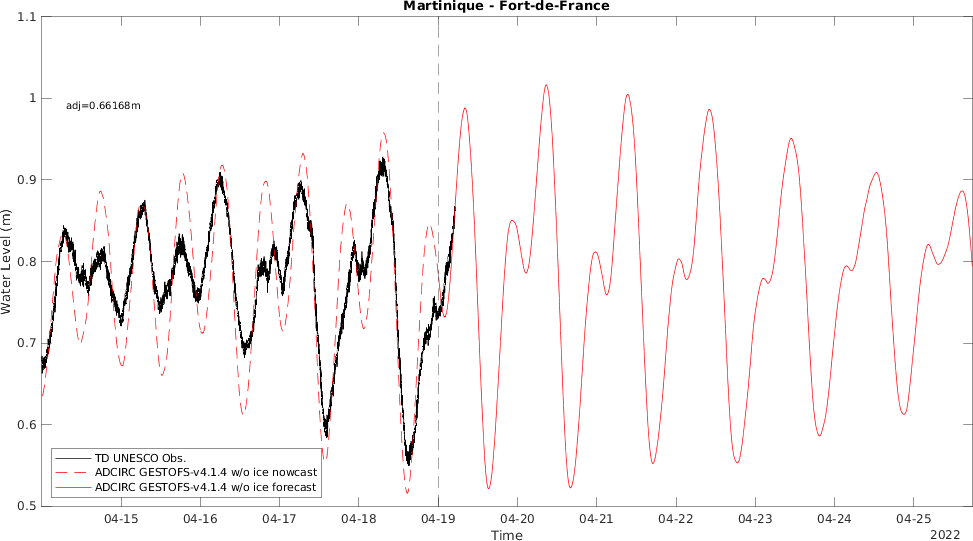 Martinique - Fort-de-France
1.1
1
0.9
0.8
0.7
0.6
0.5
Water Level (m)
adj=0.66168m
TD UNESCO Obs.
ADCIRC GESTOFS-v4.1.4 w/o ice nowcast
ADCIRC GESTOFS-v4.1.4 w/o ice forecast
04-15 04-16 04-17 04-18 04-19 04-20 04-21 04-22 04-23 04-24 04-25
Time
2022